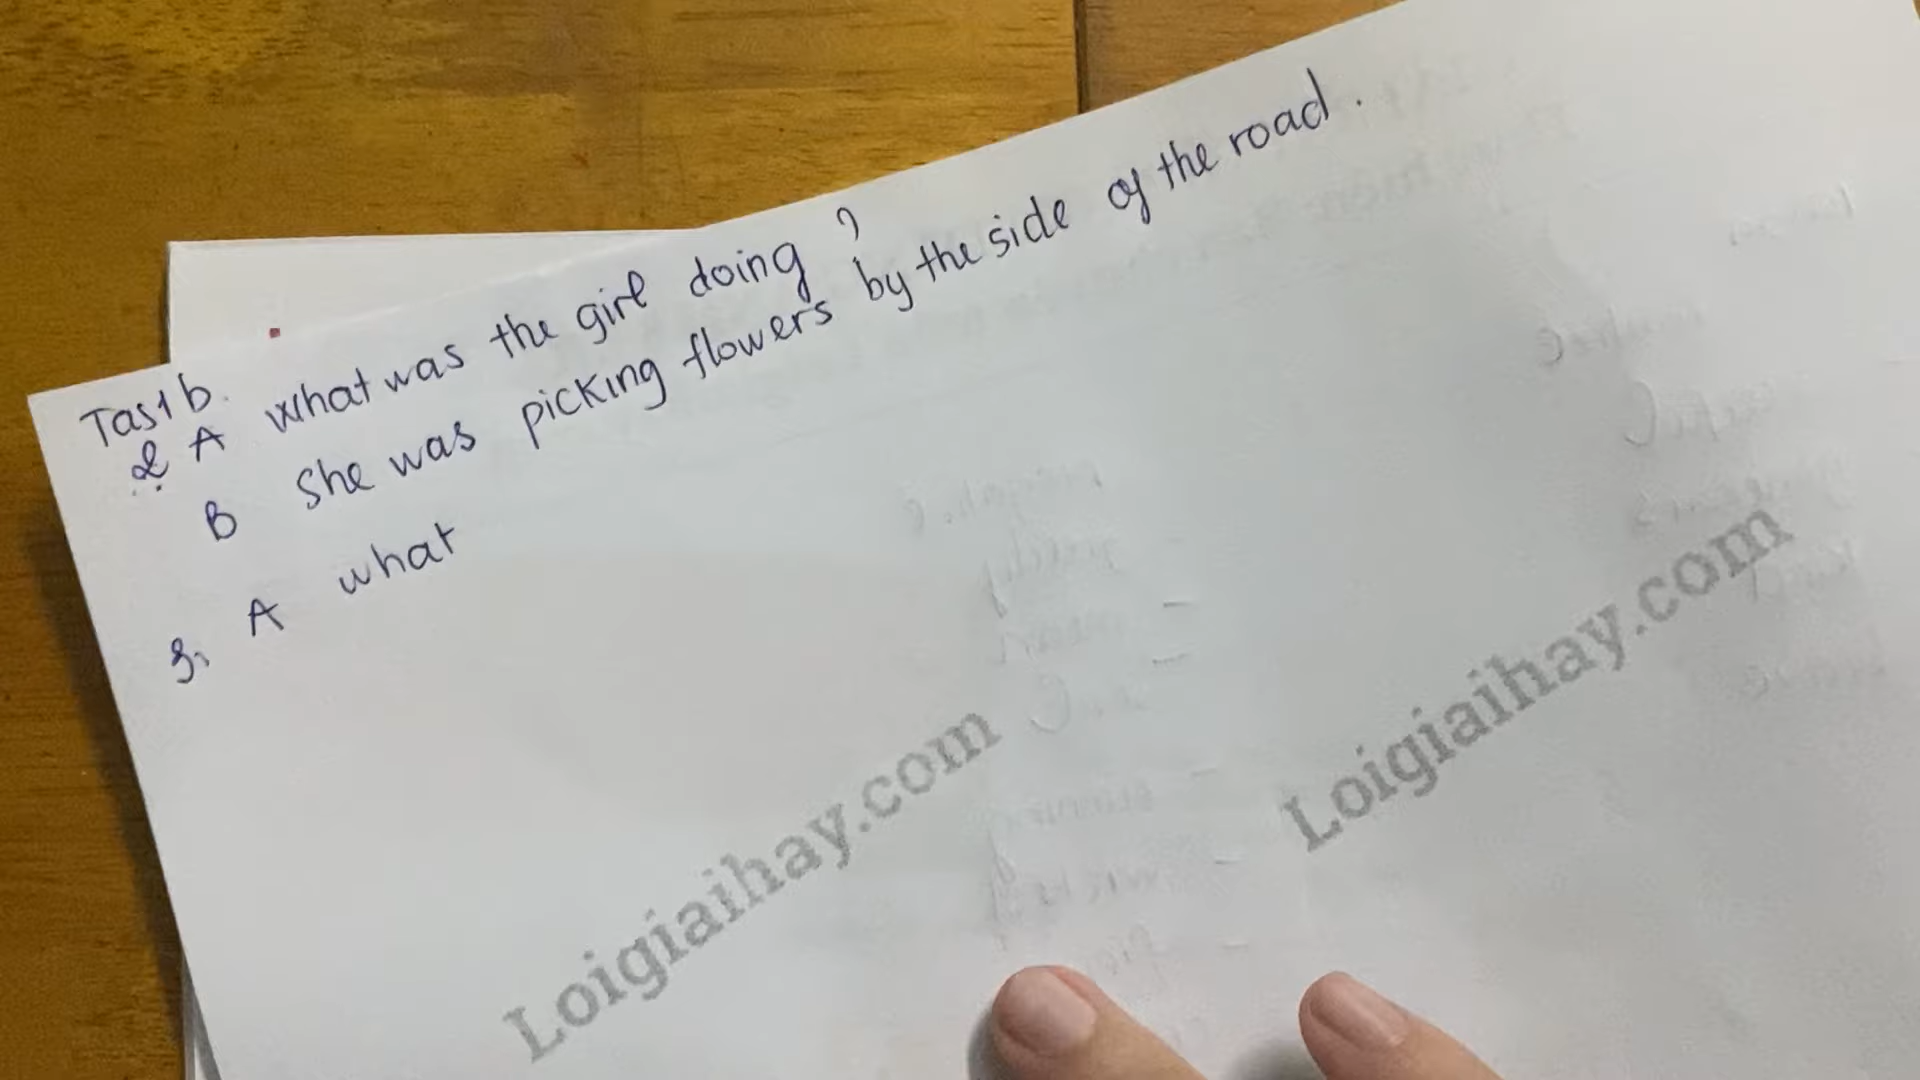 Tas1 b.
2. A What was the girl doing?
B She was picking flowers by the side of the road.
3. A what
Loigiaihay.com
Loigiaihay.com